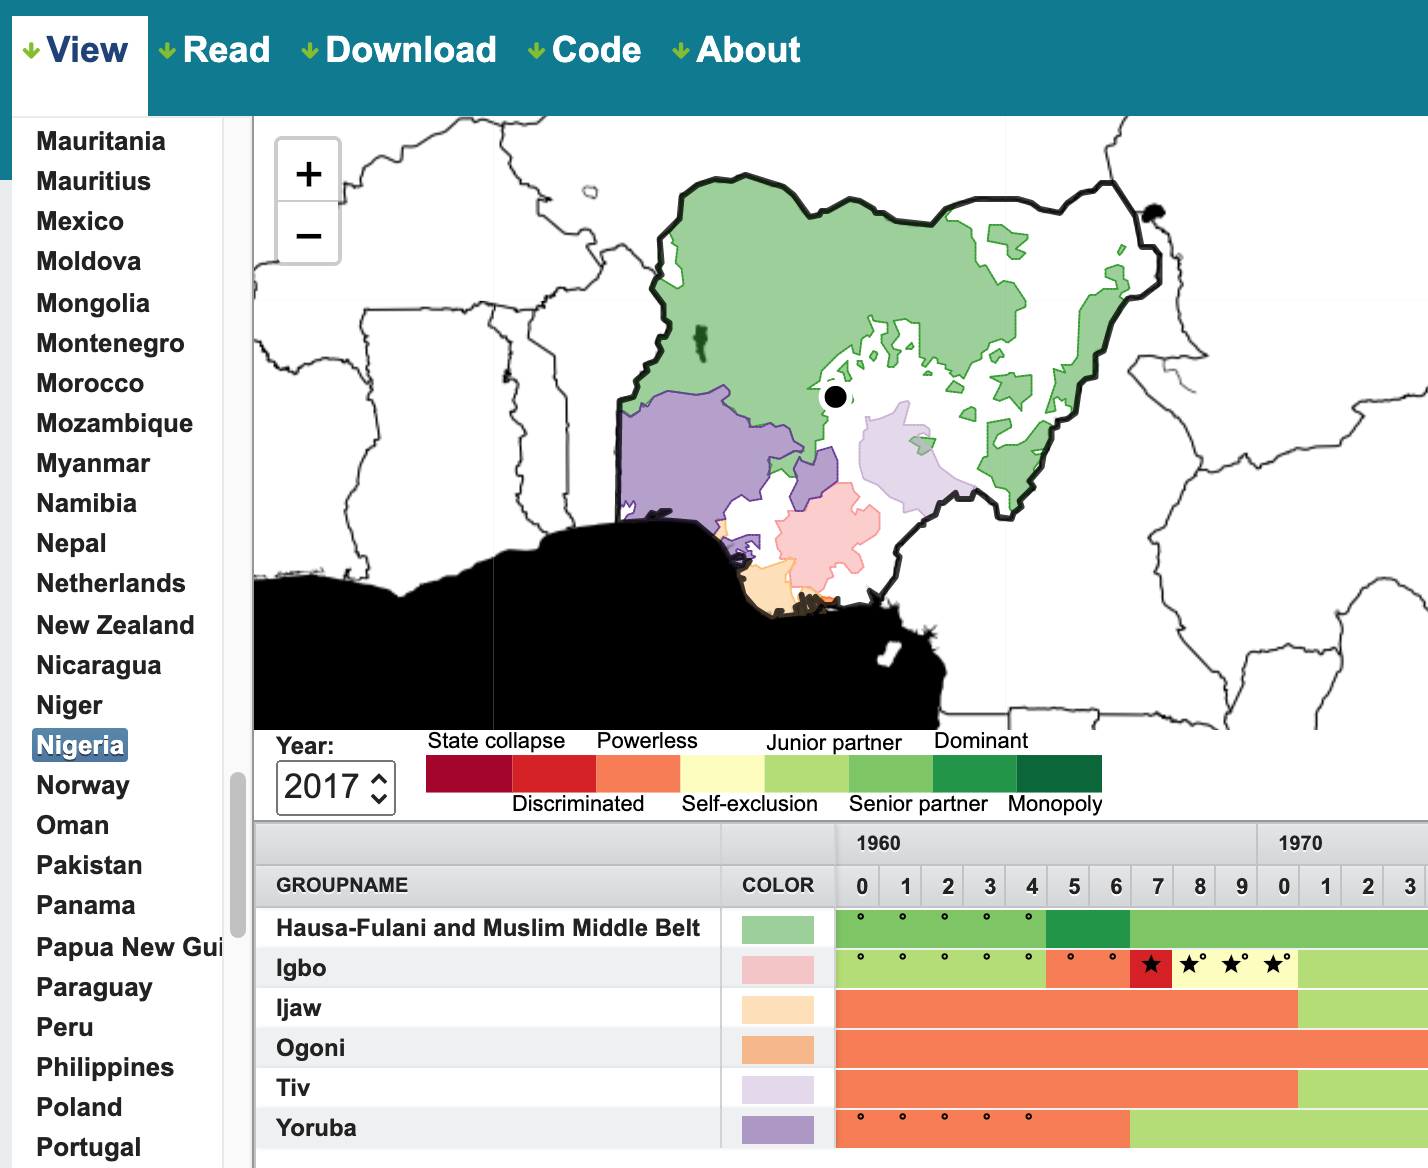 View Read Download Code About
Mauritania
Mauritius
Mexico
Moldova
Mongolia
Montenegro
Morocco
Mozambique
Myanmar
Namibia
Nepal
Netherlands
New Zealand
Nicaragua
Niger
Nigeria
Norway
Oman
Pakistan
Panama
Papua New Gui
Paraguay
Peru
Philippines
Poland
Portugal
+
−
Year:
2017
State collapse Powerless Junior partner Dominant
Discriminated Self-exclusion Senior partner Monopoly
1960 1970
GROUPNAME COLOR 0 1 2 3 4 5 6 7 8 9 0 1 2 3
Hausa-Fulani and Muslim Middle Belt
Igbo
Ijaw
Ogoni
Tiv
Yoruba